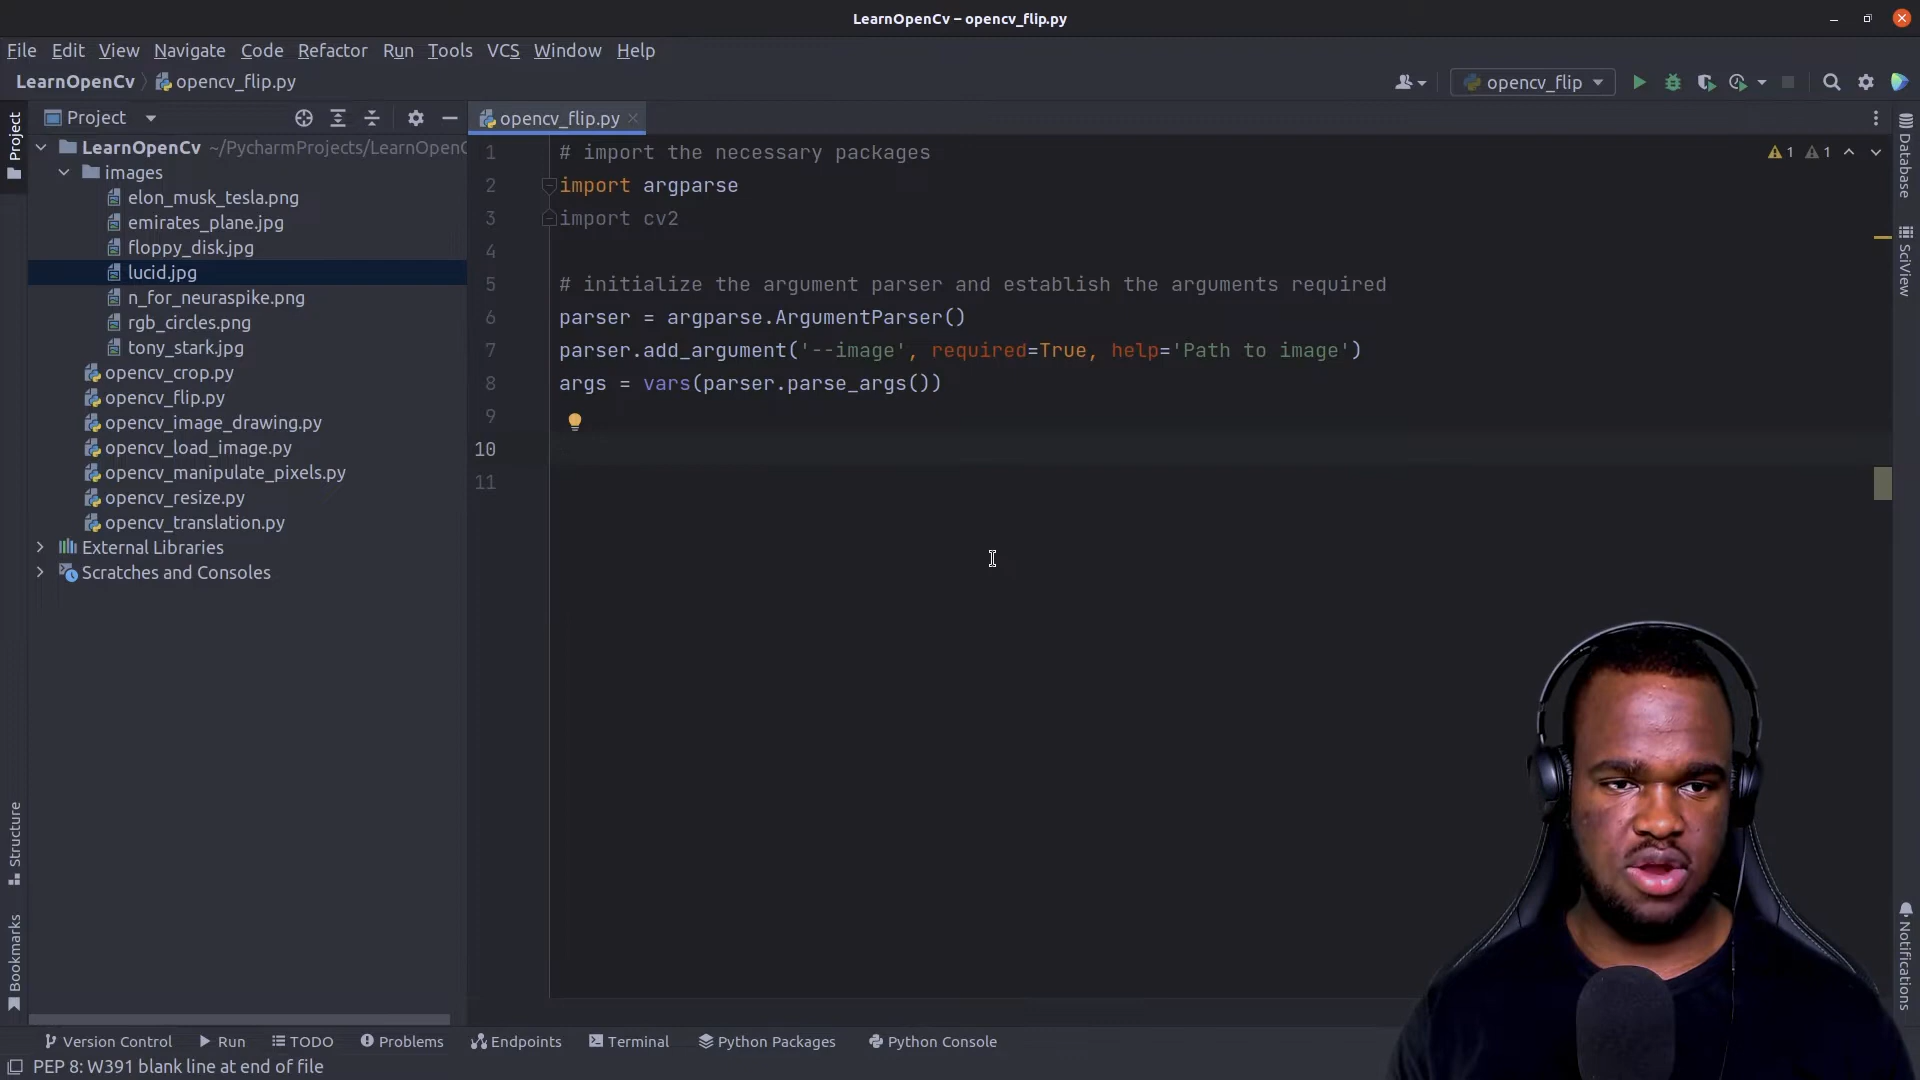 LearnOpenCv – opencv_flip.py
File Edit View Navigate Code Refactor Run Tools VCS Window Help
LearnOpenCv opencv_flip.py
opencv_flip
Project
Project
opencv_flip.py
LearnOpenCv ~/PycharmProjects/LearnOpenC
images
elon_musk_tesla.png
emirates_plane.jpg
floppy_disk.jpg
lucid.jpg
n_for_neuraspike.png
rgb_circles.png
tony_stark.jpg
opencv_crop.py
opencv_flip.py
opencv_image_drawing.py
opencv_load_image.py
opencv_manipulate_pixels.py
opencv_resize.py
opencv_translation.py
External Libraries
Scratches and Consoles
1 # import the necessary packages
2 import argparse
3 import cv2
4
5 # initialize the argument parser and establish the arguments required
6 parser = argparse.ArgumentParser()
7 parser.add_argument('--image', required=True, help='Path to image')
8 args = vars(parser.parse_args())
9
10
11
1 1
Database
SciView
Notifications
Structure
Bookmarks
Version Control Run TODO Problems Endpoints Terminal Python Packages Python Console
PEP 8: W391 blank line at end of file